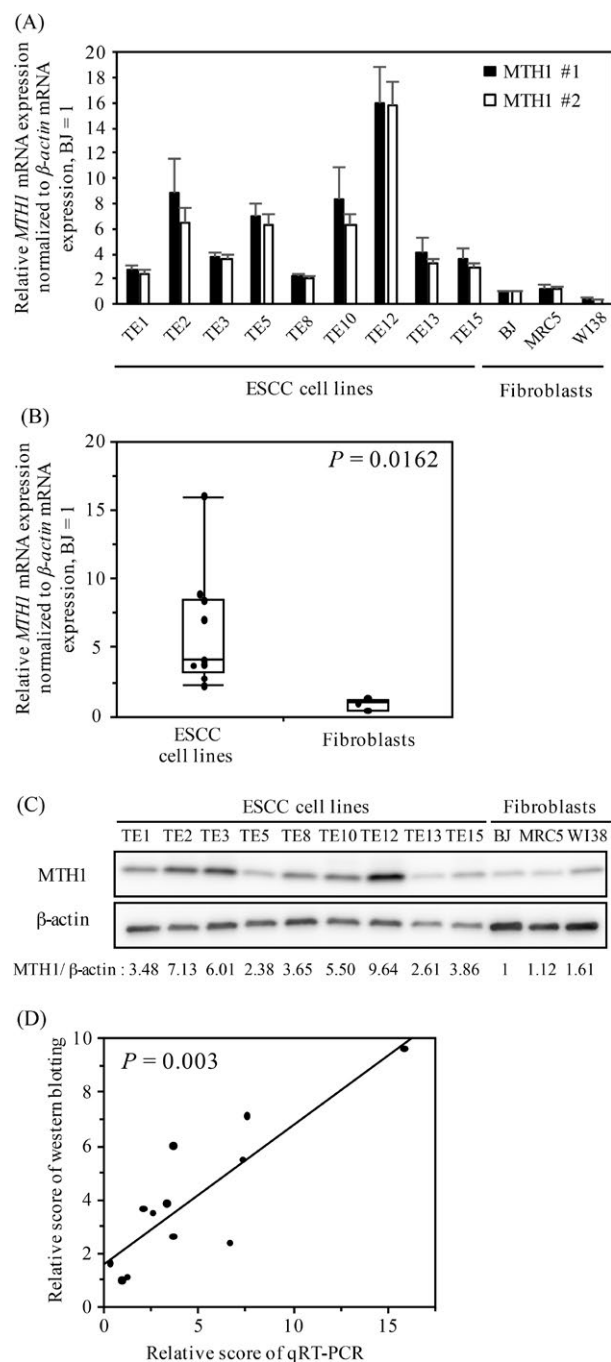 (A)
Relative MTH1 mRNA expression
normalized to β-actin mRNA
expression, BJ = 1
20
18
16
14
12
10
8
6
4
2
0
MTH1 #1
MTH1 #2
TE1 TE2 TE3 TE5 TE8 TE10 TE12 TE13 TE15 BJ MRC5 WI38
ESCC cell lines Fibroblasts
(B)
Relative MTH1 mRNA expression
normalized to β-actin mRNA
expression, BJ = 1
20
15
10
5
0
P = 0.0162
ESCC
cell lines
Fibroblasts
(C)
ESCC cell lines Fibroblasts
TE1 TE2 TE3 TE5 TE8 TE10 TE12 TE13 TE15 BJ MRC5 WI38
MTH1
β-actin
MTH1/ β-actin : 3.48 7.13 6.01 2.38 3.65 5.50 9.64 2.61 3.86 1 1.12 1.61
(D)
Relative score of western blotting
10
8
6
4
2
0
P = 0.003
0 5 10 15
Relative score of qRT-PCR